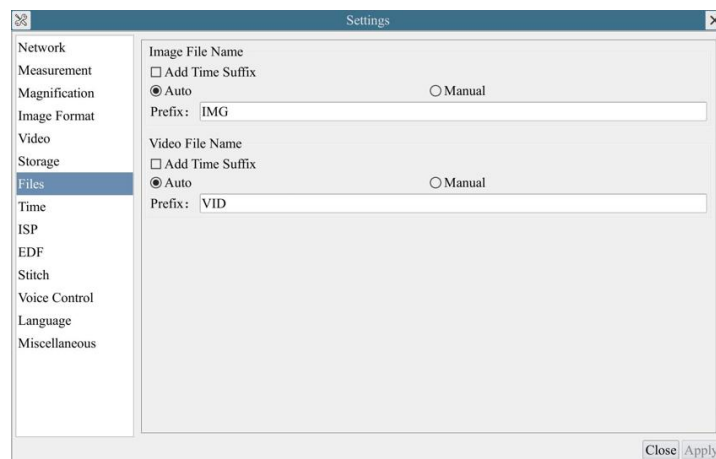 Settings
Network
Measurement
Magnification
Image Format
Video
Storage
Files
Time
ISP
EDF
Stitch
Voice Control
Language
Miscellaneous
Image File Name
Add Time Suffix
Auto Manual
Prefix: IMG
Video File Name
Add Time Suffix
Auto Manual
Prefix: VID
Close Apply